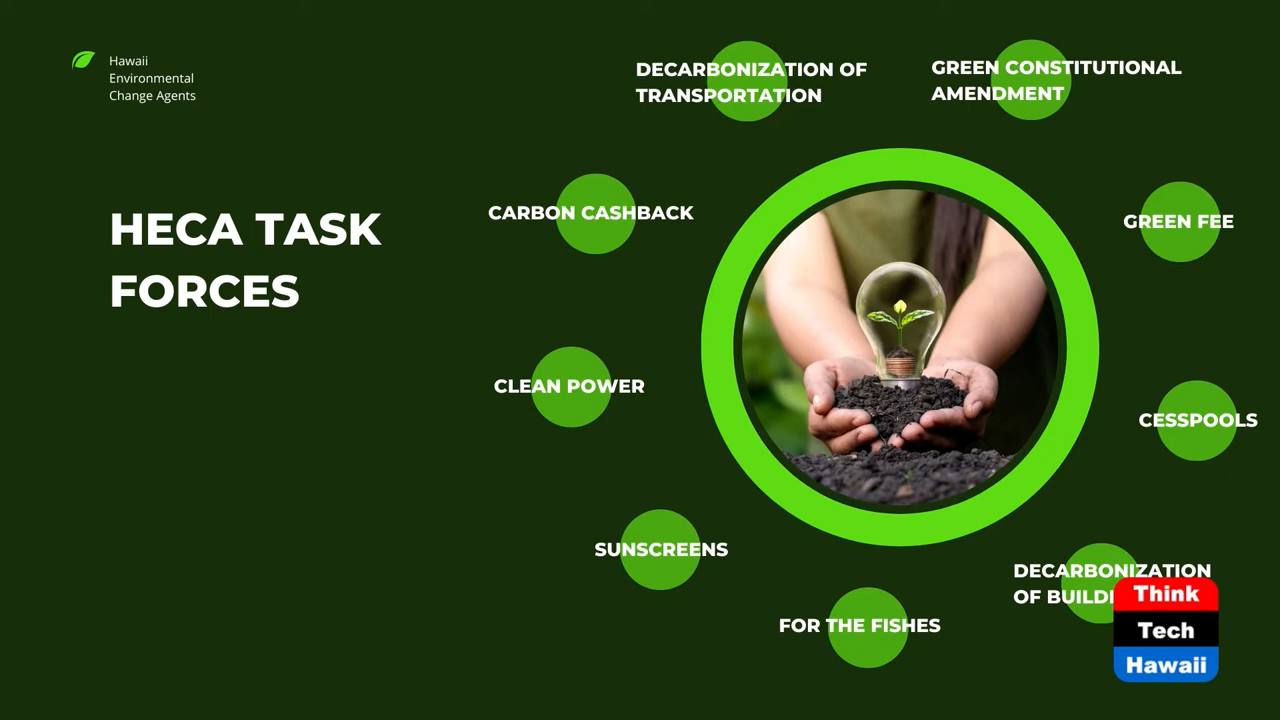 Hawaii
Environmental
Change Agents
HECA TASK
FORCES
DECARBONIZATION OF
TRANSPORTATION
GREEN CONSTITUTIONAL
AMENDMENT
CARBON CASHBACK
GREEN FEE
CLEAN POWER
CESSPOOLS
SUNSCREENS
DECARBONIZATION
OF
FOR THE FISHES
Think
Tech
Hawaii